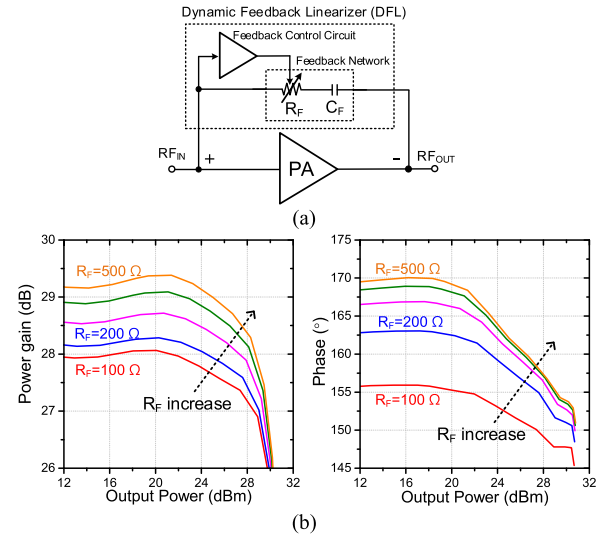 Dynamic Feedback Linearizer (DFL)
Feedback Control Circuit
Feedback Network
RF CF
RFIN + PA - RFOUT
(a)
(b)
30
29
28
27
26
Power gain (dB)
RF=500 Ω
RF=200 Ω
RF=100 Ω
RF increase
12 16 20 24 28 32
Output Power (dBm)
175
170
165
160
155
150
145
Phase (°)
RF=500 Ω
RF=200 Ω
RF=100 Ω
RF increase
12 16 20 24 28 32
Output Power (dBm)
(b)